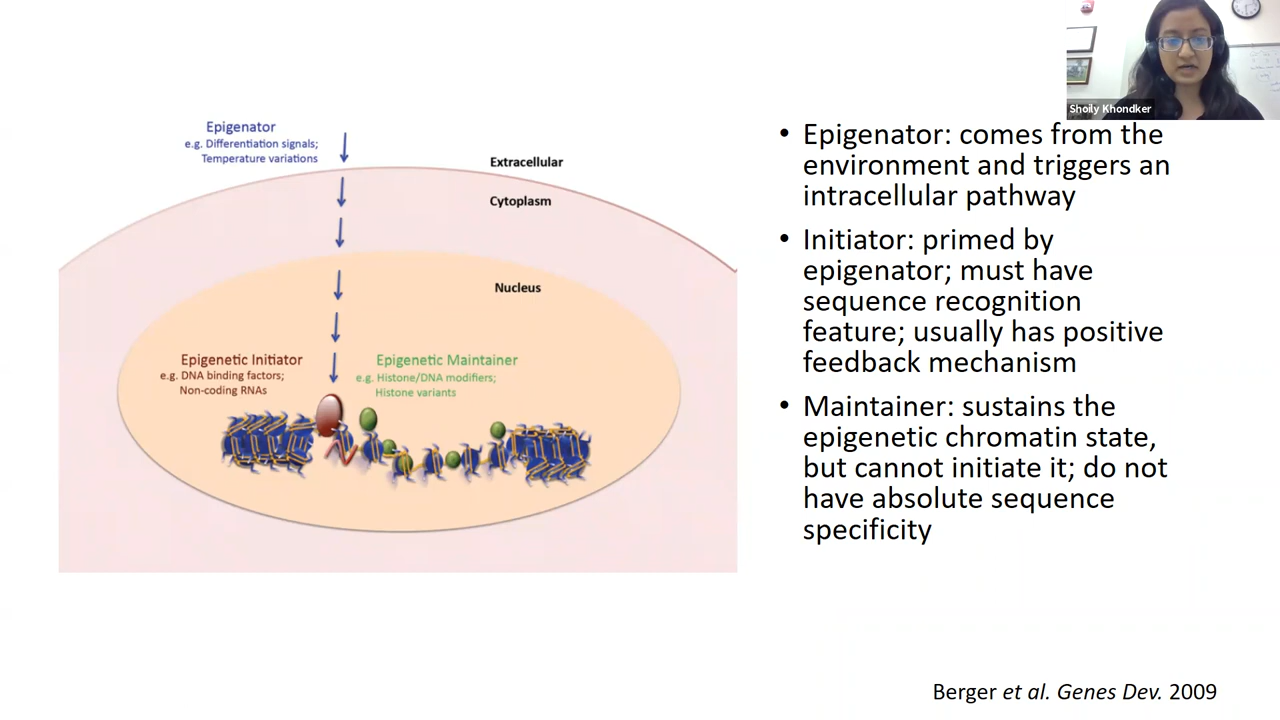 Shoily Khondker
Epigenator
e.g. Differentiation signals;
Temperature variations
Extracellular
Cytoplasm
Nucleus
Epigenetic Initiator
e.g. DNA binding factors;
Non-coding RNAs
Epigenetic Maintainer
e.g. Histone/DNA modifiers;
Histone variants
• Epigenator: comes from the
environment and triggers an
intracellular pathway
• Initiator: primed by
epigenator; must have
sequence recognition
feature; usually has positive
feedback mechanism
• Maintainer: sustains the
epigenetic chromatin state,
but cannot initiate it; do not
have absolute sequence
specificity
Berger et al. Genes Dev. 2009